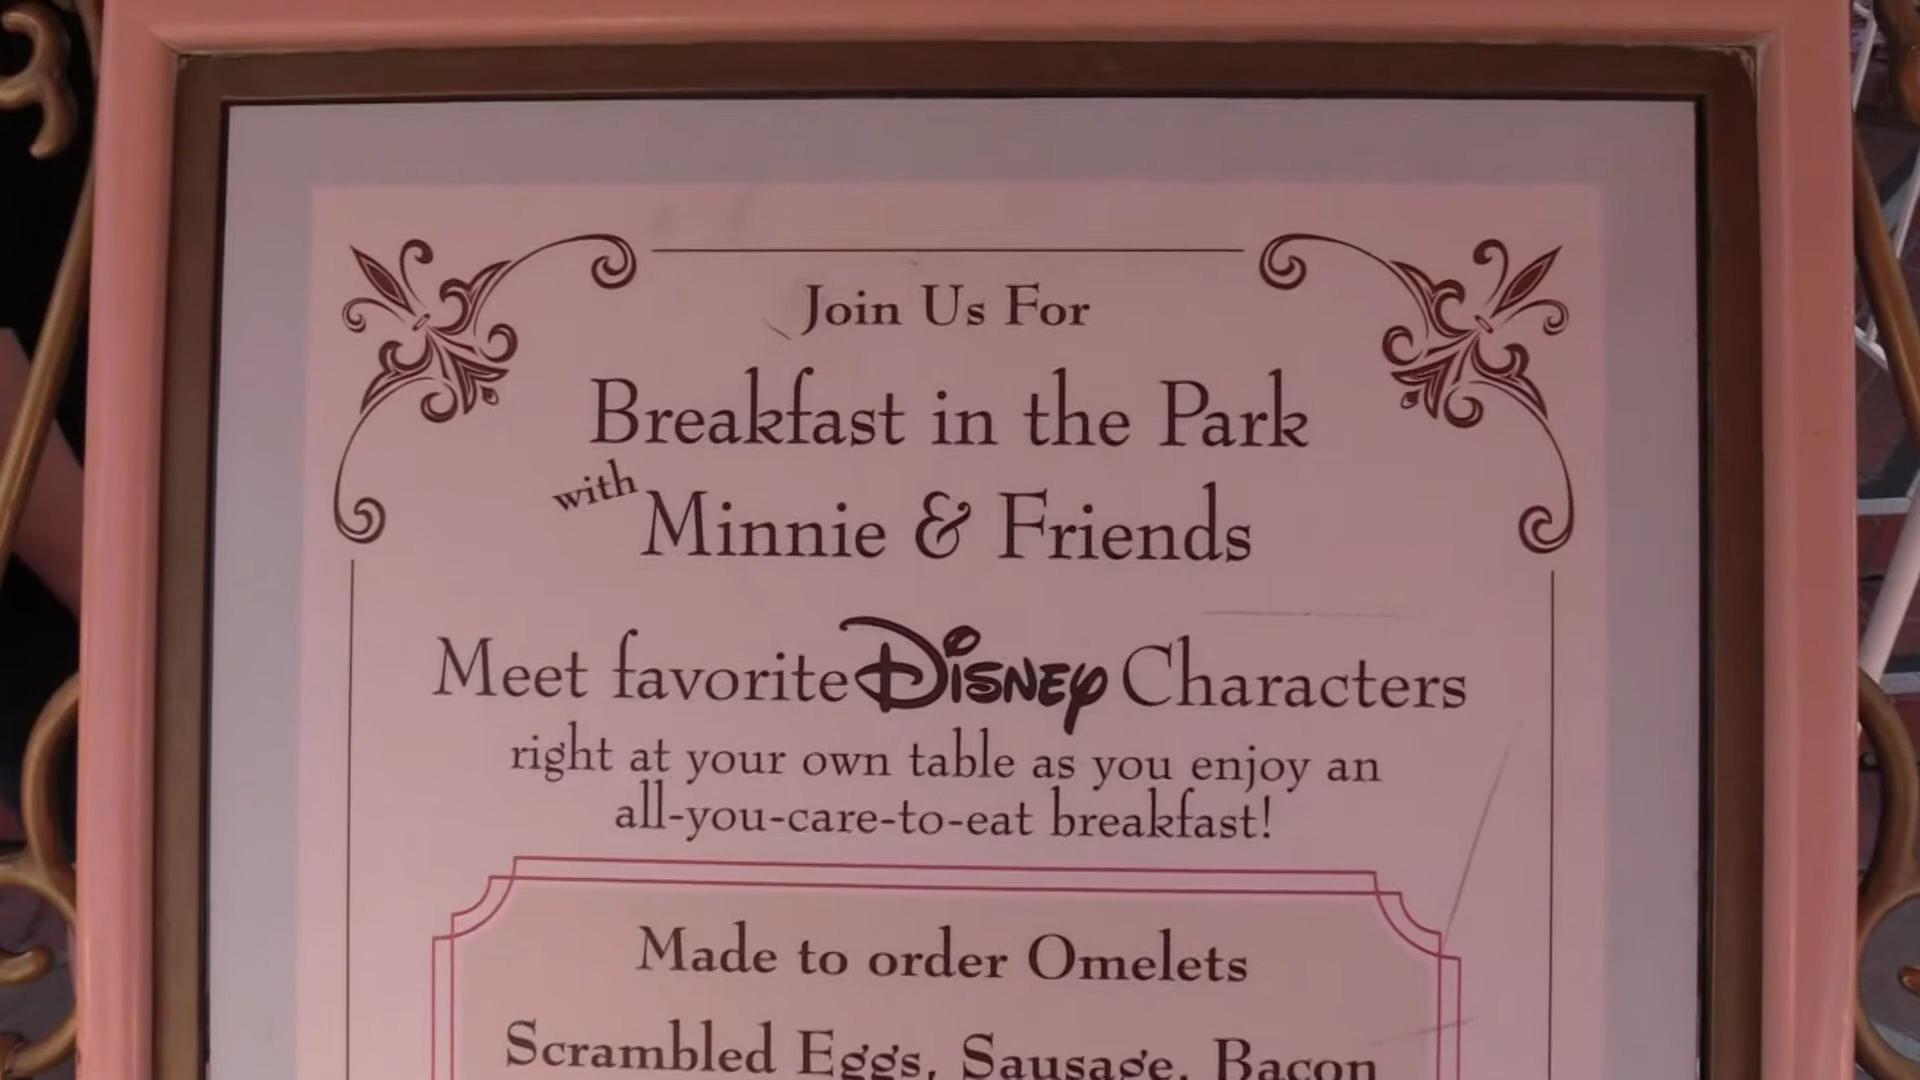 Join Us For
Breakfast in the Park
with Minnie & Friends
Meet favorite Disney Characters
right at your own table as you enjoy an
all-you-care-to-eat breakfast!
Made to order Omelets
Scrambled Eggs, Sausage, Bacon